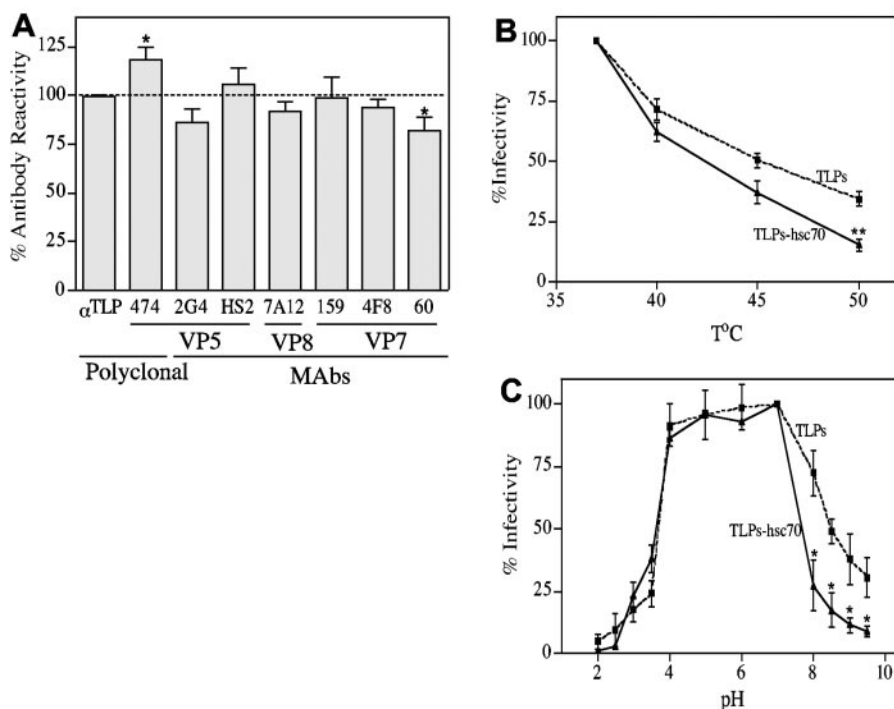 A
% Antibody Reactivity
125
100
75
50
25
0
*
*
αTLP 474 2G4 HS2 7A12 159 4F8 60
VP5 VP8 VP7
Polyclonal MAbs
B
%Infectivity
100
75
50
25
0
TLPs
TLPs-hsc70
**
40 45 50
T°C
C
% Infectivity
100
75
50
25
0
TLPs
TLPs-hsc70
*
*
*
*
2 4 6 8 10
pH